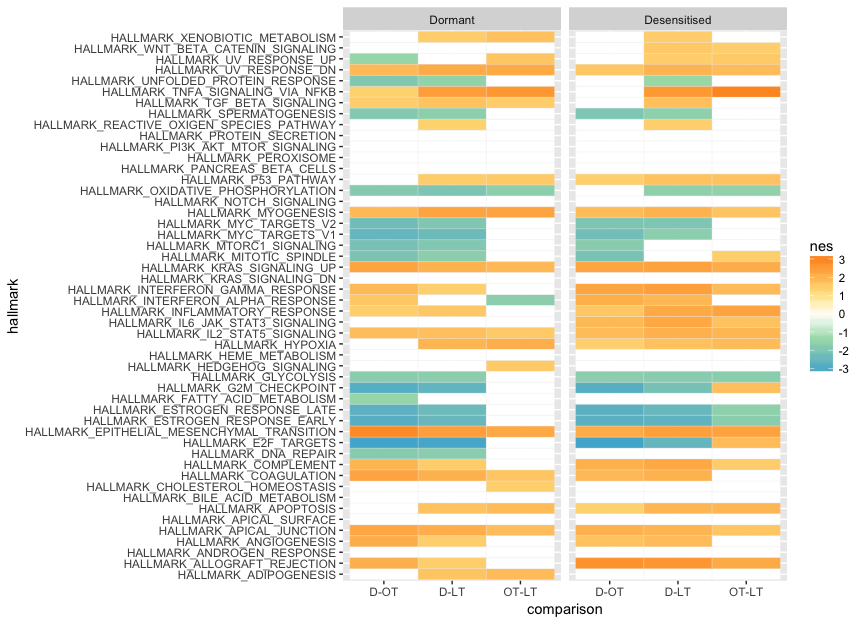 Dormant
Desensitised
HALLMARK_XENOBIOTIC_METABOLISM
HALLMARK_WNT_BETA_CATENIN_SIGNALING
HALLMARK_UV_RESPONSE_UP
HALLMARK_UV_RESPONSE_DN
HALLMARK_UNFOLDED_PROTEIN_RESPONSE
HALLMARK_TNFA_SIGNALING_VIA_NFKB
HALLMARK_TGF_BETA_SIGNALING
HALLMARK_SPERMATOGENESIS
HALLMARK_REACTIVE_OXIGEN_SPECIES_PATHWAY
HALLMARK_PROTEIN_SECRETION
HALLMARK_PI3K_AKT_MTOR_SIGNALING
HALLMARK_PEROXISOME
HALLMARK_PANCREAS_BETA_CELLS
HALLMARK_P53_PATHWAY
HALLMARK_OXIDATIVE_PHOSPHORYLATION
HALLMARK_NOTCH_SIGNALING
HALLMARK_MYOGENESIS
HALLMARK_MYC_TARGETS_V2
HALLMARK_MYC_TARGETS_V1
HALLMARK_MTORC1_SIGNALING
HALLMARK_MITOTIC_SPINDLE
HALLMARK_KRAS_SIGNALING_UP
HALLMARK_KRAS_SIGNALING_DN
HALLMARK_INTERFERON_GAMMA_RESPONSE
HALLMARK_INTERFERON_ALPHA_RESPONSE
HALLMARK_INFLAMMATORY_RESPONSE
HALLMARK_IL6_JAK_STAT3_SIGNALING
HALLMARK_IL2_STAT5_SIGNALING
HALLMARK_HYPOXIA
HALLMARK_HEME_METABOLISM
HALLMARK_HEDGEHOG_SIGNALING
HALLMARK_GLYCOLYSIS
HALLMARK_G2M_CHECKPOINT
HALLMARK_FATTY_ACID_METABOLISM
HALLMARK_ESTROGEN_RESPONSE_LATE
HALLMARK_ESTROGEN_RESPONSE_EARLY
HALLMARK_EPITHELIAL_MESENCHYMAL_TRANSITION
HALLMARK_E2F_TARGETS
HALLMARK_DNA_REPAIR
HALLMARK_COMPLEMENT
HALLMARK_COAGULATION
HALLMARK_CHOLESTEROL_HOMEOSTASIS
HALLMARK_BILE_ACID_METABOLISM
HALLMARK_APOPTOSIS
HALLMARK_APICAL_SURFACE
HALLMARK_APICAL_JUNCTION
HALLMARK_ANGIOGENESIS
HALLMARK_ANDROGEN_RESPONSE
HALLMARK_ALLOGRAFT_REJECTION
HALLMARK_ADIPOGENESIS
hallmark
D-OT
D-LT
OT-LT
D-OT
D-LT
OT-LT
comparison
nes
3
2
1
0
-1
-2
-3